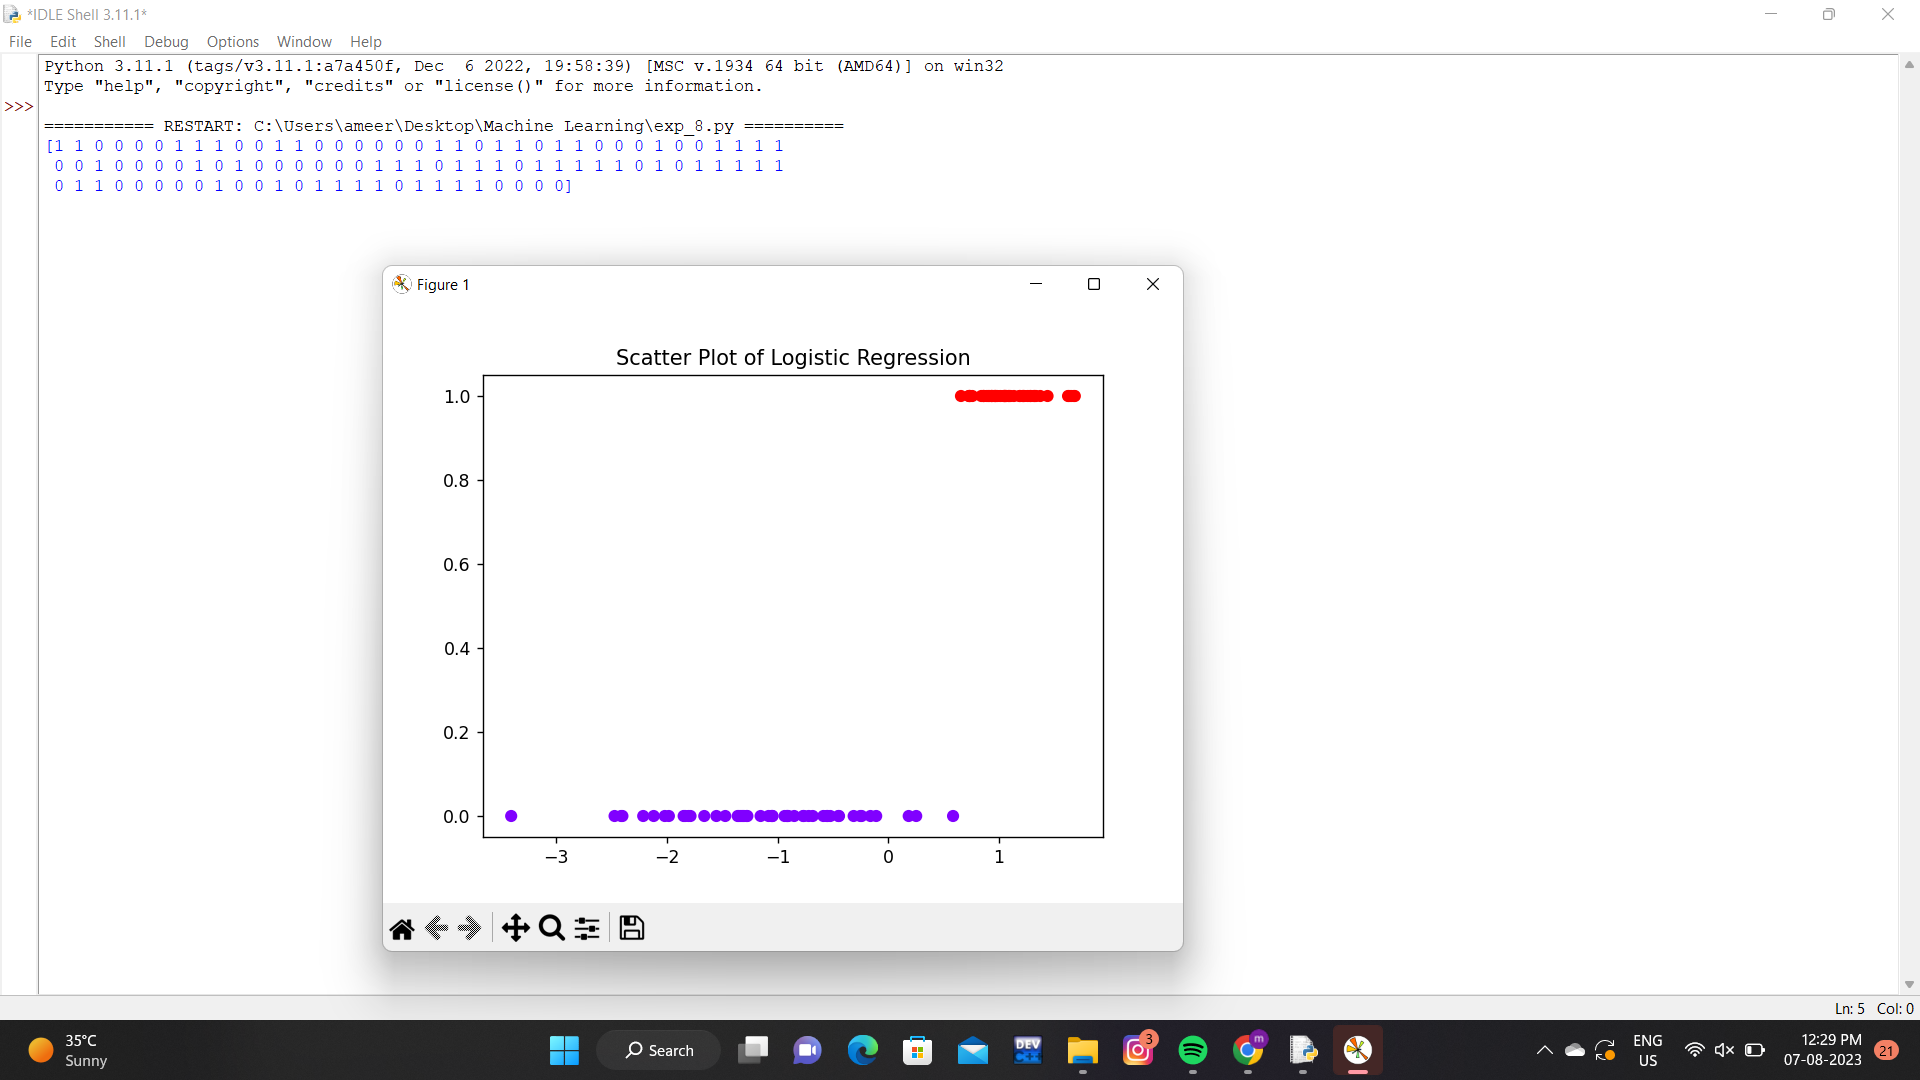 *IDLE Shell 3.11.1*
File Edit Shell Debug Options Window Help
Python 3.11.1 (tags/v3.11.1:a7a450f, Dec  6 2022, 19:58:39) [MSC v.1934 64 bit (AMD64)] on win32
Type "help", "copyright", "credits" or "license()" for more information.
>>>
=========== RESTART: C:\Users\ameer\Desktop\Machine Learning\exp_8.py ==========
[1 1 0 0 0 0 1 1 1 0 0 1 1 0 0 0 0 0 0 1 1 0 1 1 0 1 1 0 0 0 1 0 0 1 1 1 1
0 0 1 0 0 0 0 1 0 1 0 0 0 0 0 0 1 1 1 0 1 1 1 0 1 1 1 1 1 0 1 0 1 1 1 1 1
0 1 1 0 0 0 0 0 1 0 0 1 0 1 1 1 1 0 1 1 1 1 0 0 0 0]
Figure 1
Scatter Plot of Logistic Regression
1.0
0.8
0.6
0.4
0.2
0.0
−3 −2 −1 0 1
Ln: 5 Col: 0
35°C
Sunny
Search
DEV
C++
3
m
ENG
US
12:29 PM
07-08-2023
21